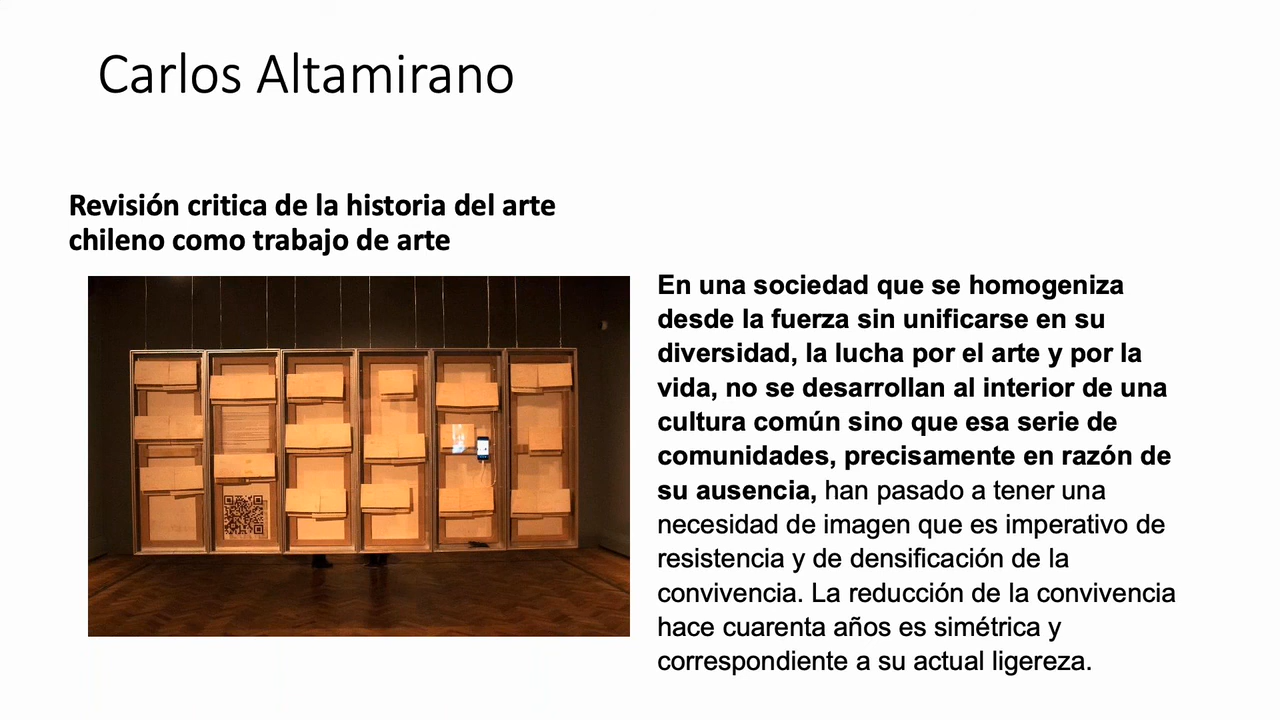 Carlos Altamirano
Revisión critica de la historia del arte
chileno como trabajo de arte
En una sociedad que se homogeniza
desde la fuerza sin unificarse en su
diversidad, la lucha por el arte y por la
vida, no se desarrollan al interior de una
cultura común sino que esa serie de
comunidades, precisamente en razón de
su ausencia, han pasado a tener una
necesidad de imagen que es imperativo de
resistencia y de densificación de la
convivencia. La reducción de la convivencia
hace cuarenta años es simétrica y
correspondiente a su actual ligereza.